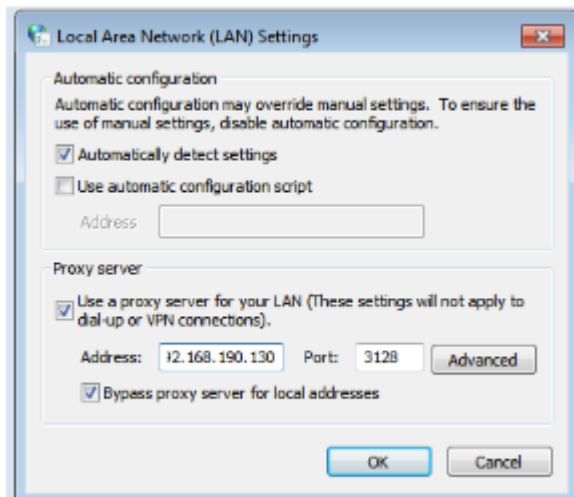 Local Area Network (LAN) Settings
Automatic configuration
Automatic configuration may override manual settings. To ensure the
use of manual settings, disable automatic configuration.
Automatically detect settings
Use automatic configuration script
Address
Proxy server
Use a proxy server for your LAN (These settings will not apply to
dial-up or VPN connections).
Address: 92.168.190.130 Port: 3128 Advanced
Bypass proxy server for local addresses
OK Cancel